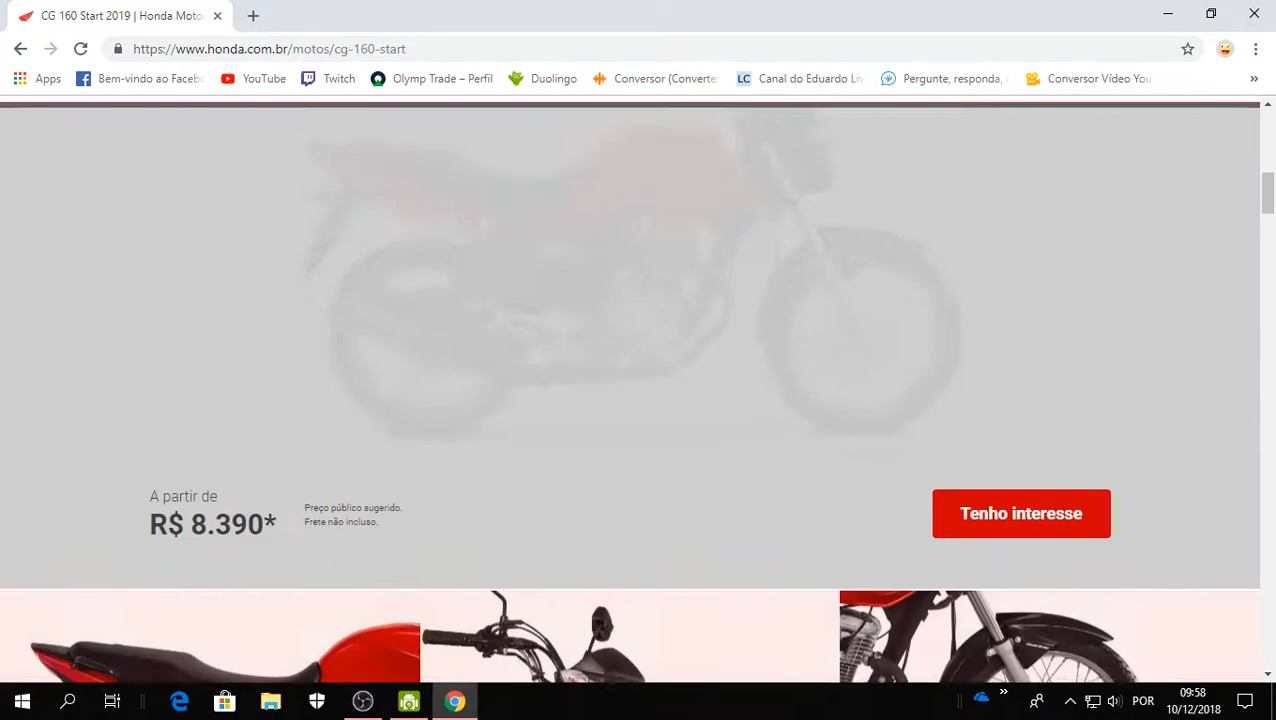 CG 160 Start 2019 | Honda Moto
https://www.honda.com.br/motos/cg-160-start
Apps
Bem-vindo ao Faceb
YouTube
Twitch
Olymp Trade – Perfil
Duolingo
Conversor (Converte
LC Canal do Eduardo Liv
Pergunte, responda,
Conversor Vídeo You
»
A partir de
R$ 8.390*
Preço público sugerido.
Frete não incluso.
Tenho interesse
POR
09:58
10/12/2018